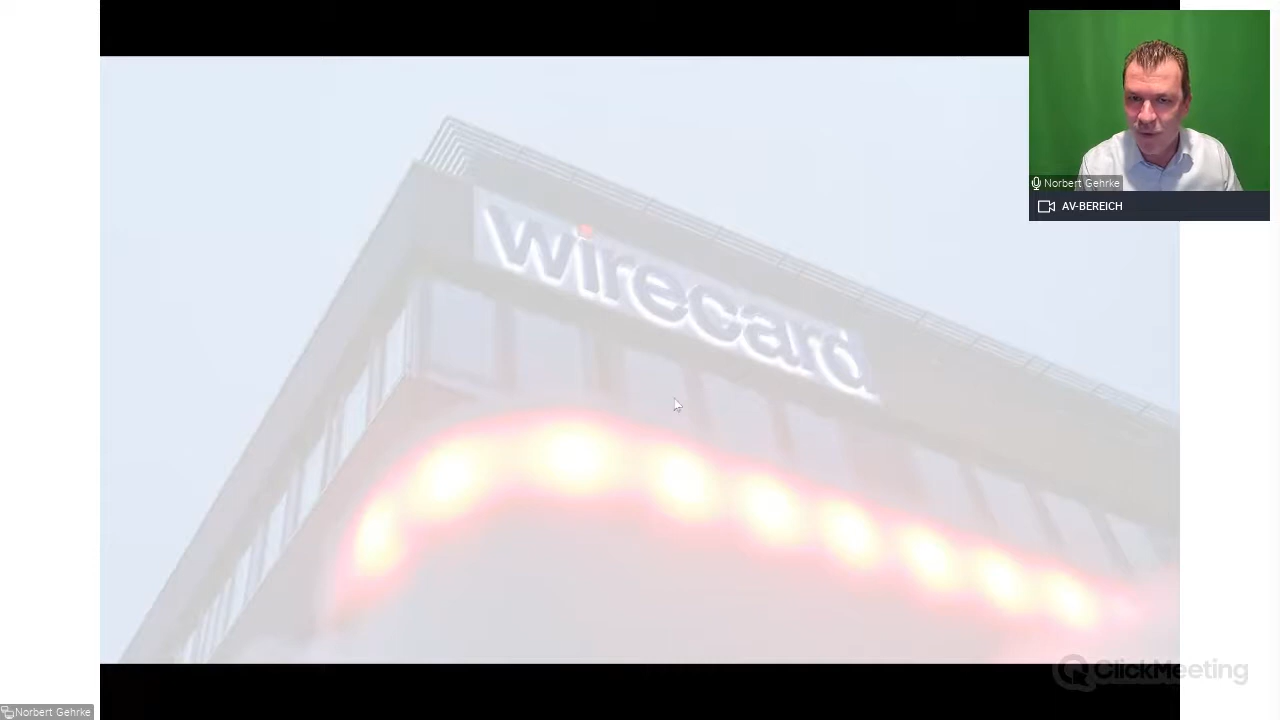 wirecard
Norbert Gehrke
AV-BEREICH
ClickMeeting
Norbert Gehrke